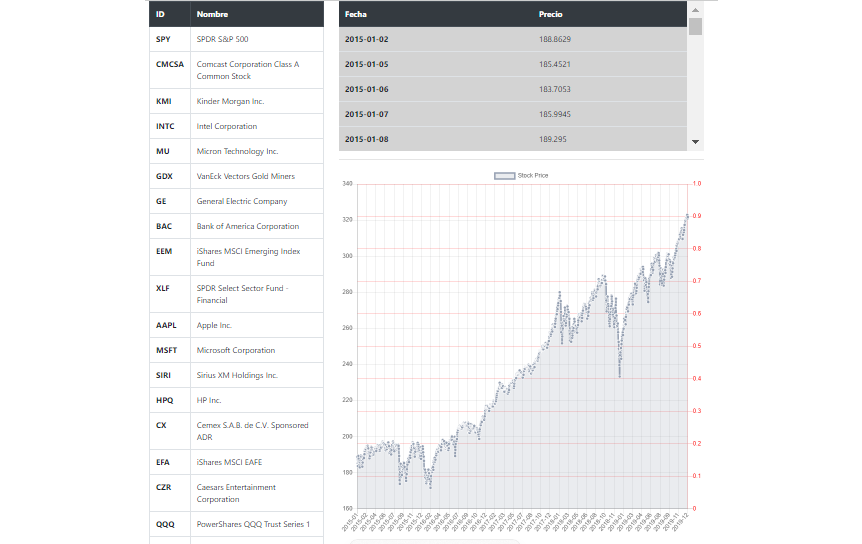 ID Nombre
SPY SPDR S&P 500
CMCSA Comcast Corporation Class A
Common Stock
KMI Kinder Morgan Inc.
INTC Intel Corporation
MU Micron Technology Inc.
GDX VanEck Vectors Gold Miners
GE General Electric Company
BAC Bank of America Corporation
EEM iShares MSCI Emerging Index
Fund
XLF SPDR Select Sector Fund -
Financial
AAPL Apple Inc.
MSFT Microsoft Corporation
SIRI Sirius XM Holdings Inc.
HPQ HP Inc.
CX Cemex S.A.B. de C.V. Sponsored
ADR
EFA iShares MSCI EAFE
CZR Caesars Entertainment
Corporation
QQQ PowerShares QQQ Trust Series 1
Fecha Precio
2015-01-02 188.8629
2015-01-05 185.4521
2015-01-06 183.7053
2015-01-07 185.9945
2015-01-08 189.295
Stock Price
340 1.0
320 0.9
300 0.8
280 0.7
260 0.6
240 0.5
220 0.4
200 0.3
180 0.2
160 0.1
0
2015-01